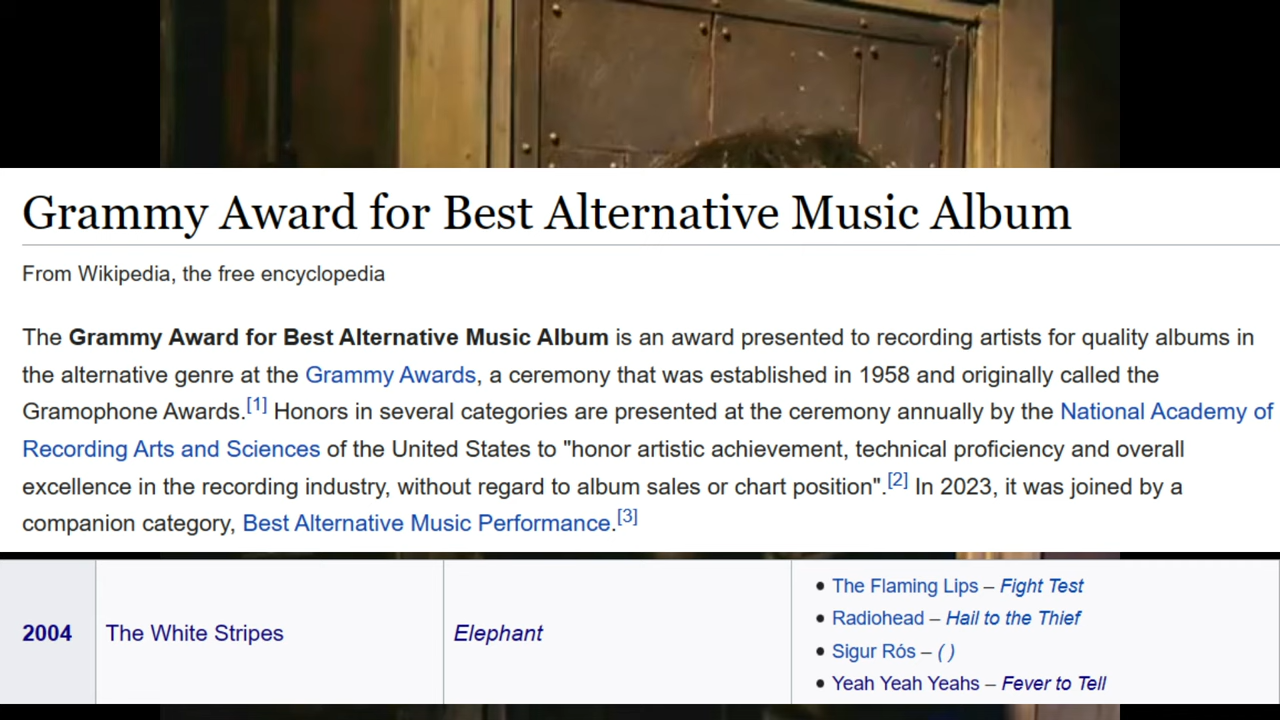 Grammy Award for Best Alternative Music Album
From Wikipedia, the free encyclopedia
The Grammy Award for Best Alternative Music Album is an award presented to recording artists for quality albums in
the alternative genre at the Grammy Awards, a ceremony that was established in 1958 and originally called the
Gramophone Awards.[1] Honors in several categories are presented at the ceremony annually by the National Academy of
Recording Arts and Sciences of the United States to "honor artistic achievement, technical proficiency and overall
excellence in the recording industry, without regard to album sales or chart position".[2] In 2023, it was joined by a
companion category, Best Alternative Music Performance.[3]
2004 The White Stripes Elephant
• The Flaming Lips – Fight Test
• Radiohead – Hail to the Thief
• Sigur Rós – ( )
• Yeah Yeah Yeahs – Fever to Tell